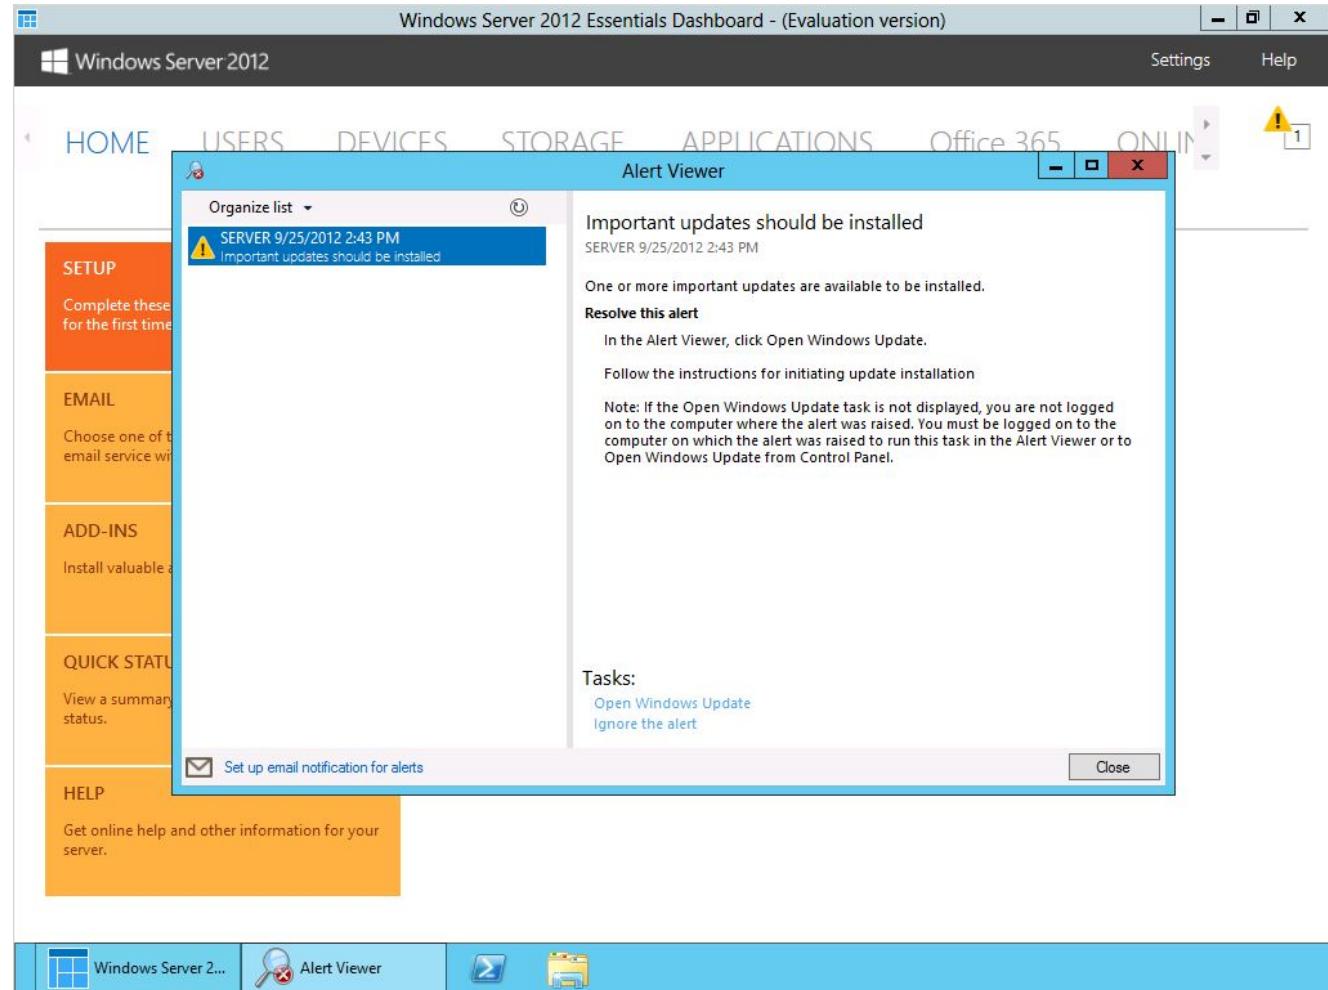 Windows Server 2012 Essentials Dashboard - (Evaluation version)
Windows Server 2012
Settings
Help
HOME
USERS
DEVICES
STORAGE
APPLICATIONS
Office 365
1
Alert Viewer
Organize list
SERVER 9/25/2012 2:43 PM
Important updates should be installed
Important updates should be installed
SERVER 9/25/2012 2:43 PM
One or more important updates are available to be installed.
Resolve this alert
In the Alert Viewer, click Open Windows Update.
Follow the instructions for initiating update installation
Note: If the Open Windows Update task is not displayed, you are not logged
on to the computer where the alert was raised. You must be logged on to the
computer on which the alert was raised to run this task in the Alert Viewer or to
Open Windows Update from Control Panel.
Tasks:
Open Windows Update
Ignore the alert
Set up email notification for alerts
Close
SETUP
Complete these
for the first time
EMAIL
Choose one of
email service
ADD-INS
Install valuable
QUICK
View a summary
status.
HELP
Get online help and other information for your
server.
Windows Server 2...
Alert Viewer